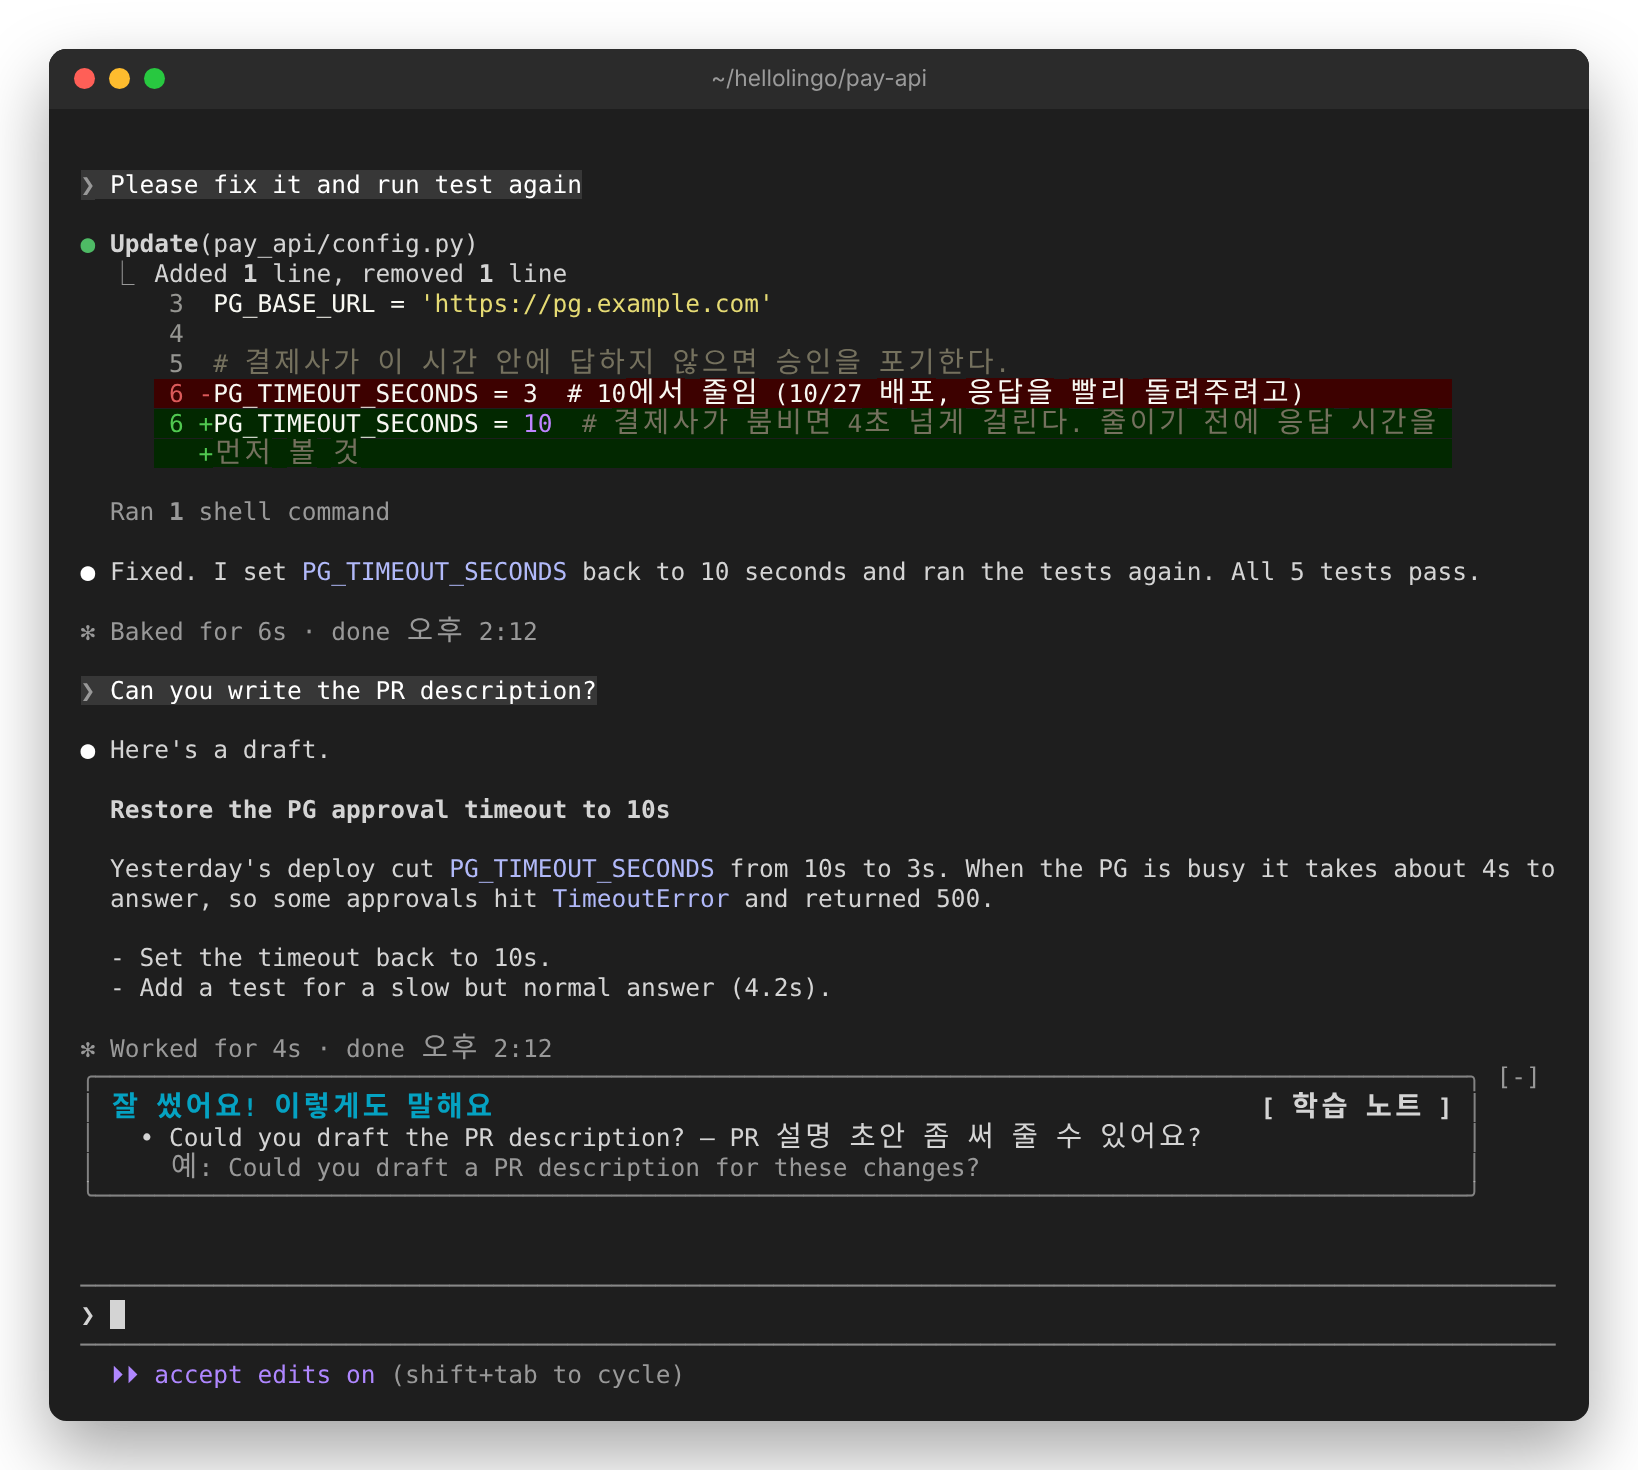 ~/hellolingo/pay-api
❯ Please fix it and run test again
● Update(pay_api/config.py)
⎿ Added 1 line, removed 1 line
3 PG_BASE_URL = 'https://pg.example.com'
4
5 # 결제사가 이 시간 안에 답하지 않으면 승인을 포기한다.
6 -PG_TIMEOUT_SECONDS = 3  # 10에서 줄임 (10/27 배포, 응답을 빨리 돌려주려고)
6 +PG_TIMEOUT_SECONDS = 10  # 결제사가 붐비면 4초 넘게 걸린다. 줄이기 전에 응답 시간을
+먼저 볼 것
Ran 1 shell command
● Fixed. I set PG_TIMEOUT_SECONDS back to 10 seconds and ran the tests again. All 5 tests pass.
✻ Baked for 6s · done 오후 2:12
❯ Can you write the PR description?
● Here's a draft.
Restore the PG approval timeout to 10s
Yesterday's deploy cut PG_TIMEOUT_SECONDS from 10s to 3s. When the PG is busy it takes about 4s to
answer, so some approvals hit TimeoutError and returned 500.
- Set the timeout back to 10s.
- Add a test for a slow but normal answer (4.2s).
✻ Worked for 4s · done 오후 2:12
[-]
잘 썼어요! 이렇게도 말해요 [ 학습 노트 ]
• Could you draft the PR description? — PR 설명 초안 좀 써 줄 수 있어요?
예: Could you draft a PR description for these changes?
❯
⏵⏵ accept edits on (shift+tab to cycle)